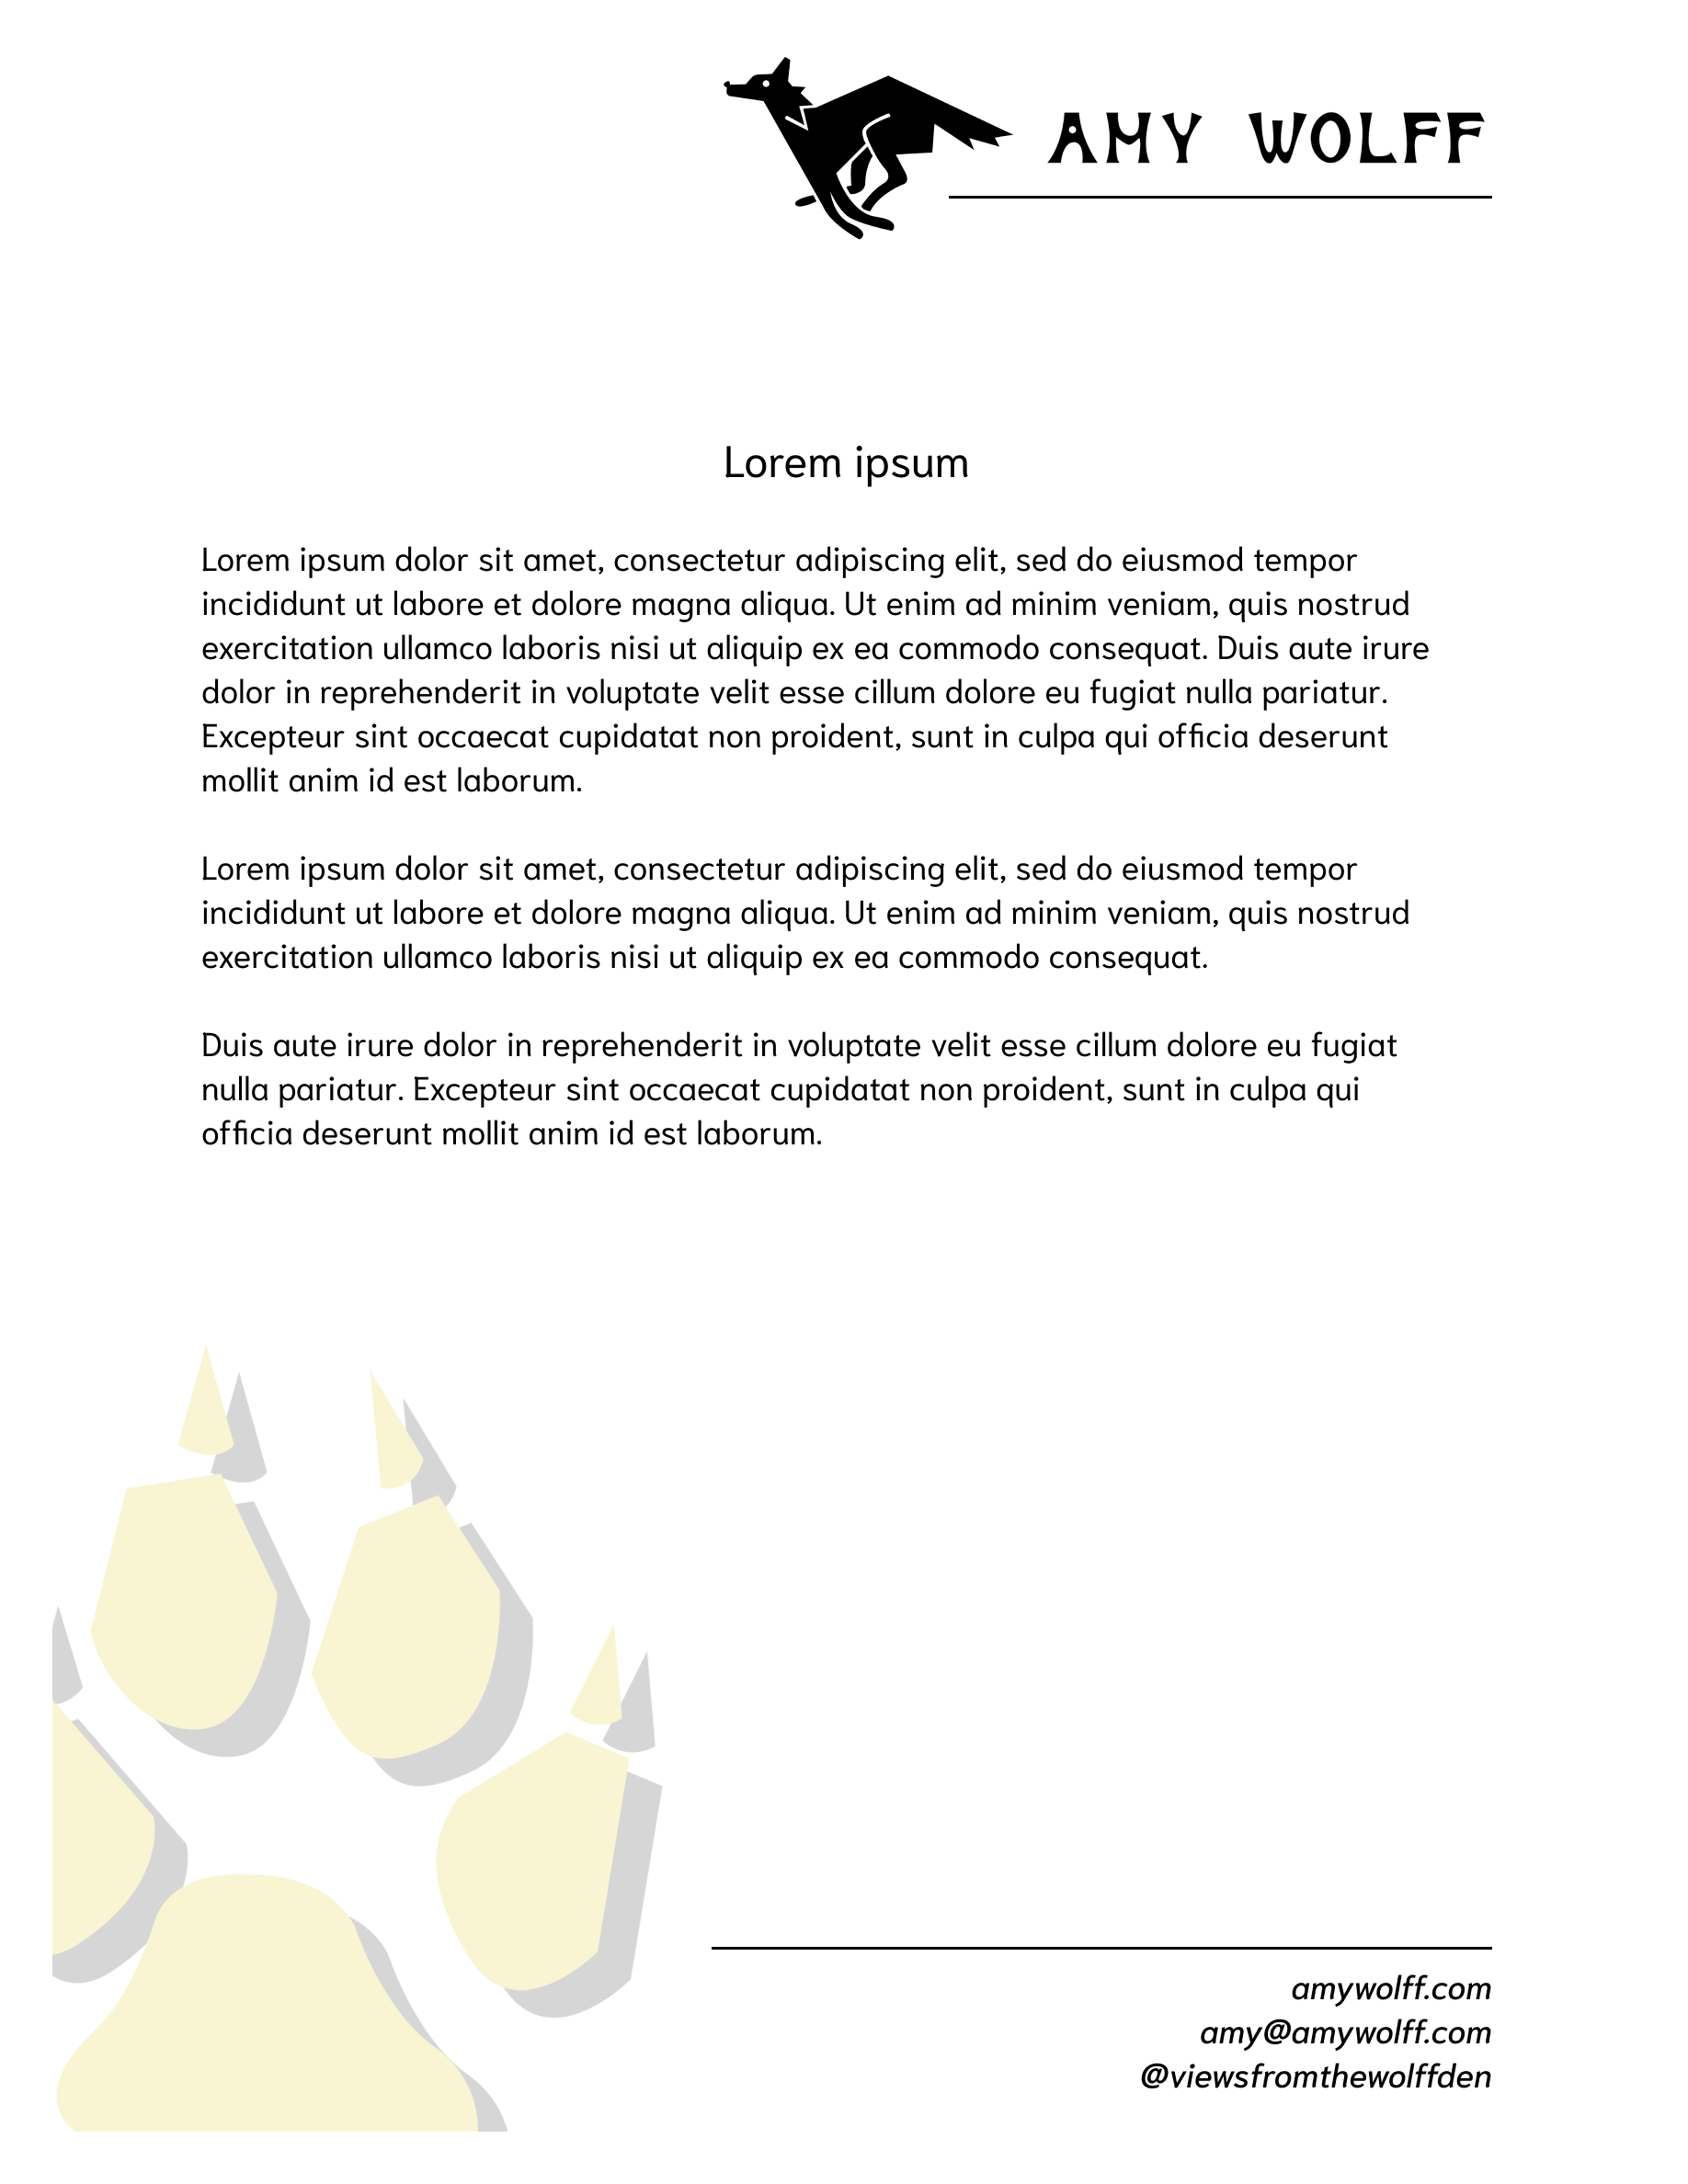 AMY WOLFF
Lorem ipsum
Lorem ipsum dolor sit amet, consectetur adipiscing elit, sed do eiusmod tempor
incididunt ut labore et dolore magna aliqua. Ut enim ad minim veniam, quis nostrud
exercitation ullamco laboris nisi ut aliquip ex ea commodo consequat. Duis aute irure
dolor in reprehenderit in voluptate velit esse cillum dolore eu fugiat nulla pariatur.
Excepteur sint occaecat cupidatat non proident, sunt in culpa qui officia deserunt
mollit anim id est laborum.
Lorem ipsum dolor sit amet, consectetur adipiscing elit, sed do eiusmod tempor
incididunt ut labore et dolore magna aliqua. Ut enim ad minim veniam, quis nostrud
exercitation ullamco laboris nisi ut aliquip ex ea commodo consequat.
Duis aute irure dolor in reprehenderit in voluptate velit esse cillum dolore eu fugiat
nulla pariatur. Excepteur sint occaecat cupidatat non proident, sunt in culpa qui
officia deserunt mollit anim id est laborum.
amywolff.com
amy@amywolff.com
@viewsfromthewolffden